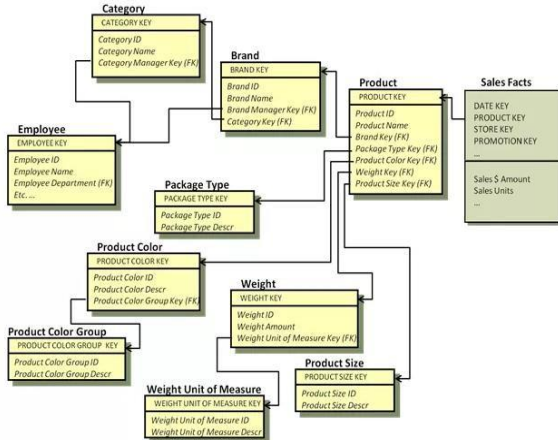 Category
CATEGORY KEY
Category ID
Category Name
Category Manager Key (FK)
Brand
BRAND KEY
Brand ID
Brand Name
Brand Manager Key (FK)
Category Key (FK)
Product
PRODUCT KEY
Product ID
Product Name
Brand Key (FK)
Package Type Key (FK)
Product Color Key (FK)
Weight Key (FK)
Product Size Key (FK)
Sales Facts
DATE KEY
PRODUCT KEY
STORE KEY
PROMOTION KEY
...
Sales $ Amount
Sales Units
...
Employee
EMPLOYEE KEY
Employee ID
Employee Name
Employee Department (FK)
Etc. ...
Package Type
PACKAGE TYPE KEY
Package Type ID
Package Type Descr
Product Color
PRODUCT COLOR KEY
Product Color ID
Product Color Descr
Product Color Group Key (FK)
Weight
WEIGHT KEY
Weight ID
Weight Amount
Weight Unit of Measure Key (FK)
Product Color Group
PRODUCT COLOR GROUP KEY
Product Color Group ID
Product Color Group Descr
Product Size
PRODUCT SIZE KEY
Product Size ID
Product Size Descr
Weight Unit of Measure
WEIGHT UNIT OF MEASURE KEY
Weight Unit of Measure ID
Weight Unit of Measure Descr